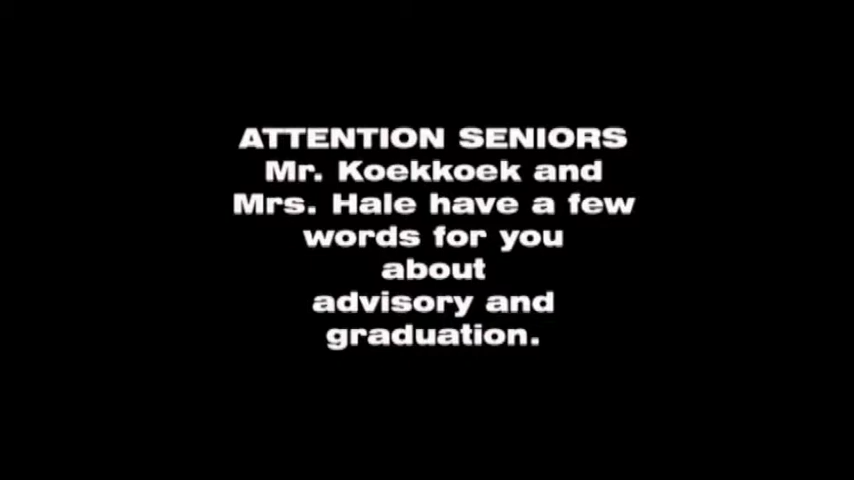 ATTENTION SENIORS
Mr. Koekkoek and
Mrs. Hale have a few
words for you
about
advisory and
graduation.